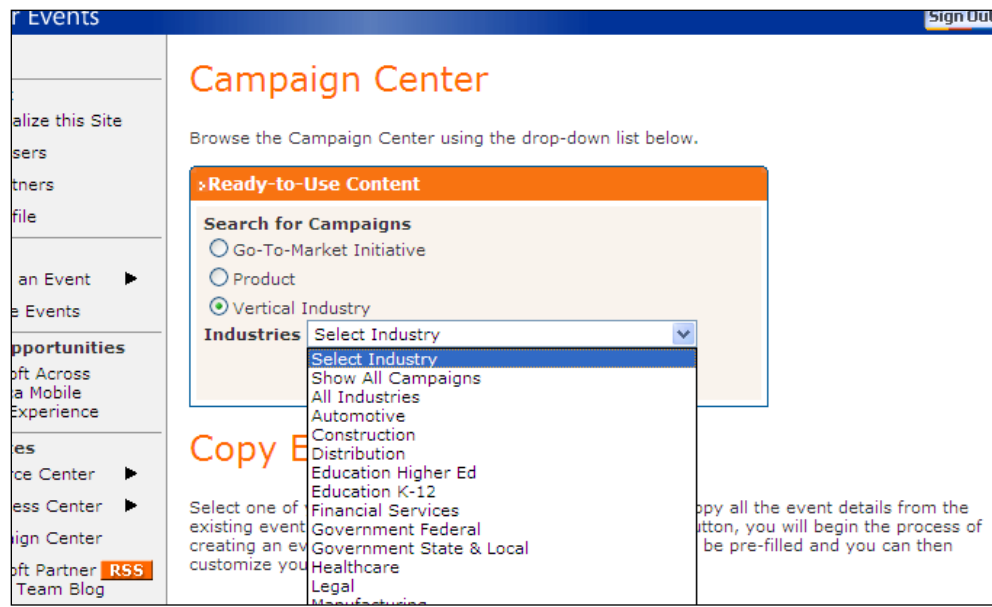 r Events
Sign Out
alize this Site
sers
tners
file
an Event
e Events
pportunities
oft Across
ca Mobile
Experience
es
rce Center
ess Center
ign Center
oft Partner RSS
Team Blog
Campaign Center
Browse the Campaign Center using the drop-down list below.
Ready-to-Use Content
Search for Campaigns
Go-To-Market Initiative
Product
Vertical Industry
Industries Select Industry
Select Industry
Show All Campaigns
All Industries
Automotive
Construction
Distribution
Education Higher Ed
Education K-12
Financial Services
Government Federal
Government State & Local
Healthcare
Legal
Manufacturing
Copy E
Select one of opy all the event details from the
existing event utton, you will begin the process of
creating an ev be pre-filled and you can then
customize you